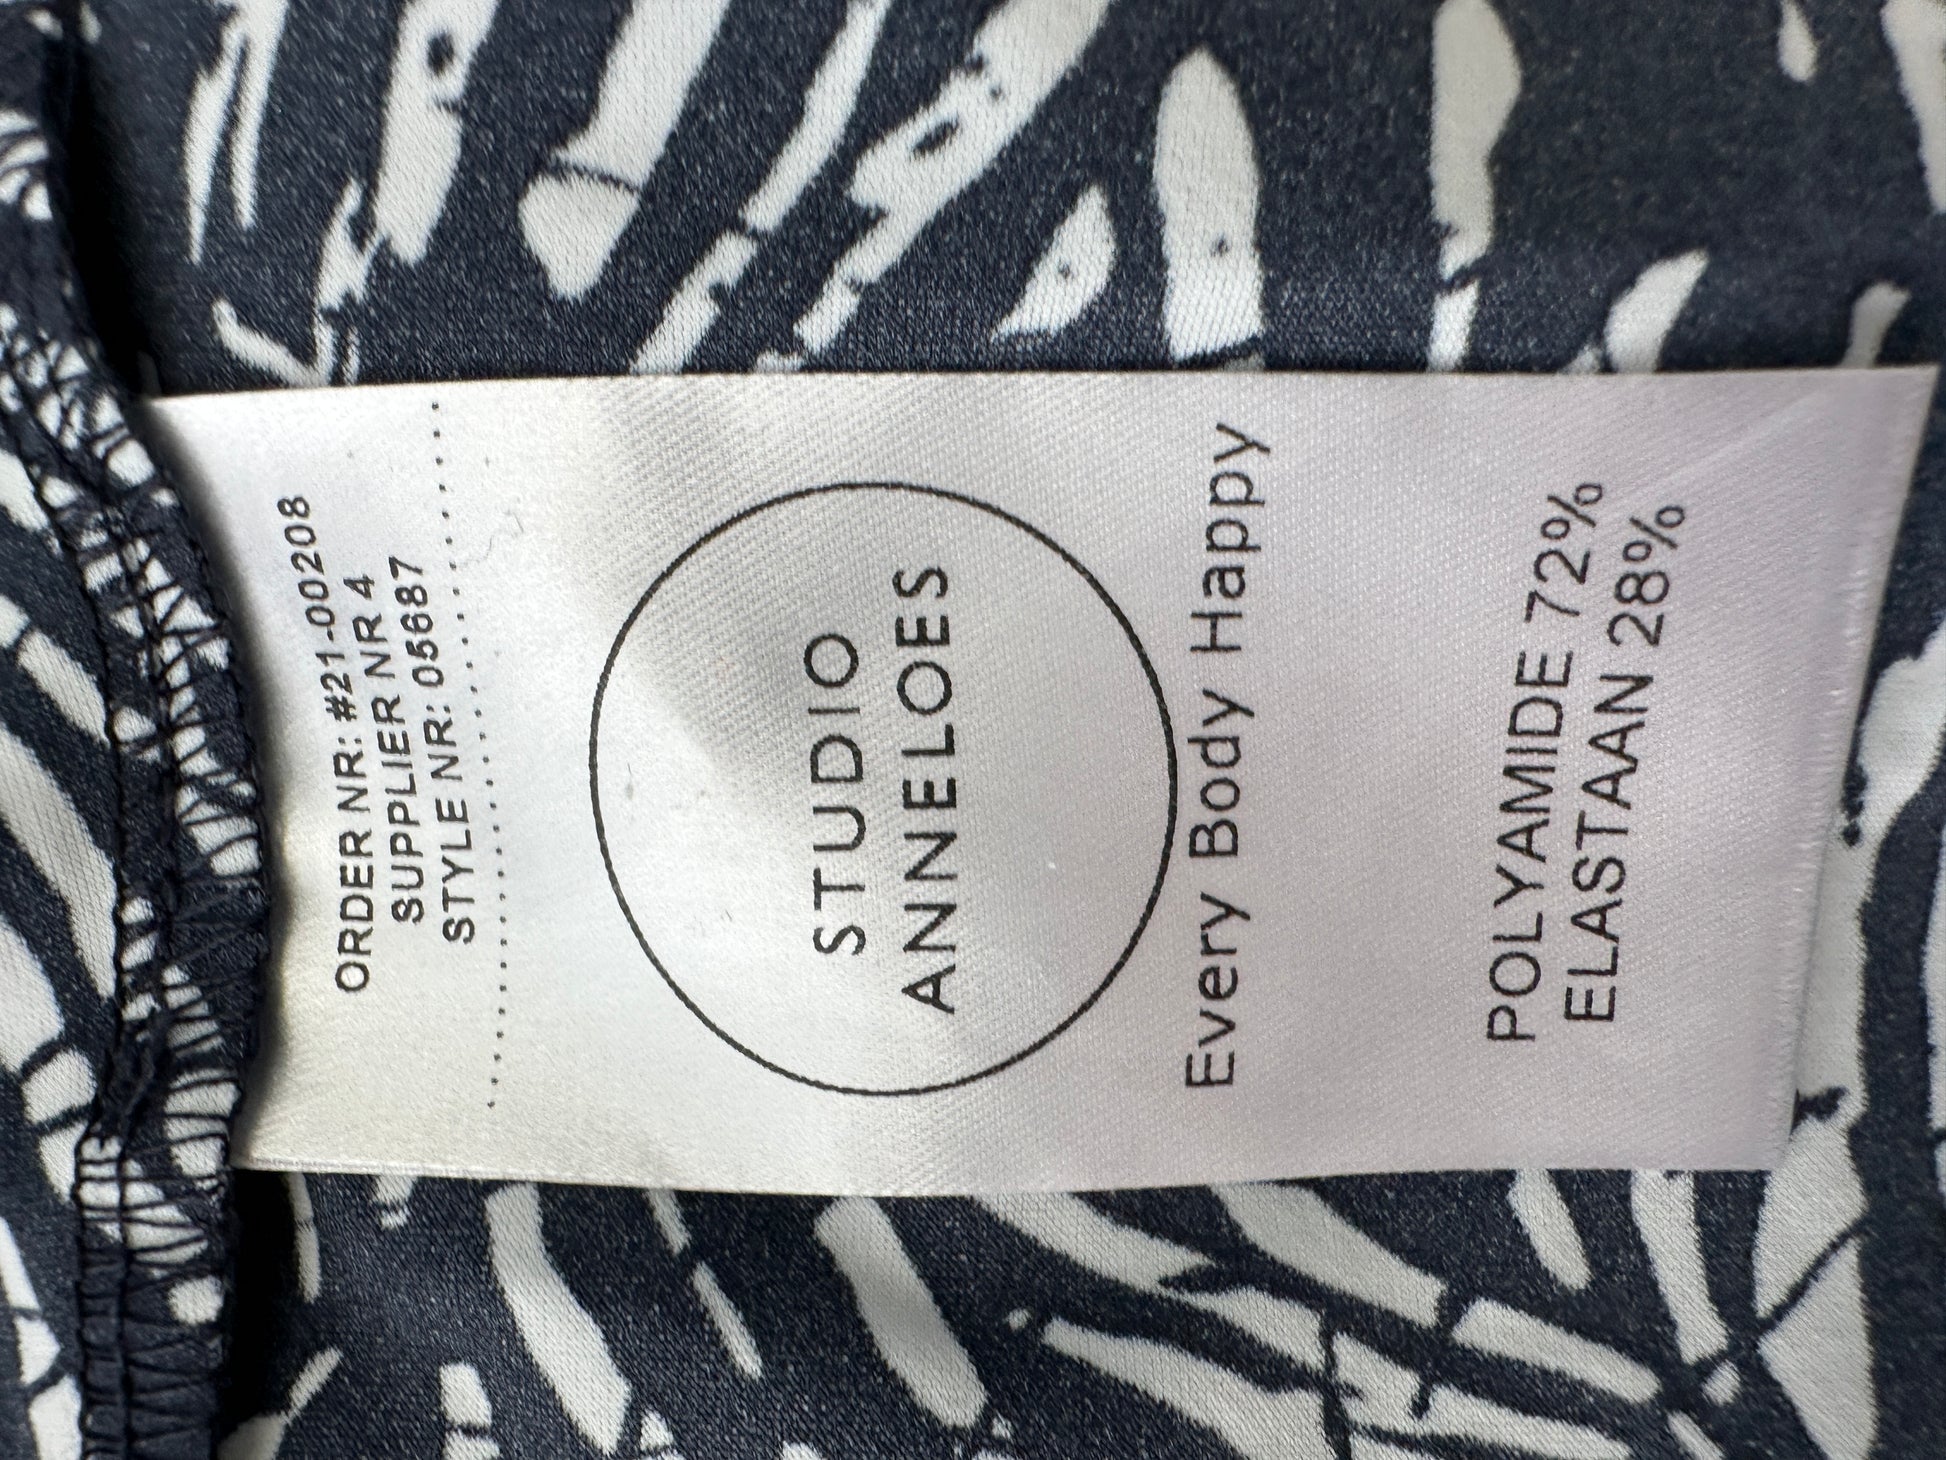 ORDER NR: #21-00208
SUPPLIER NR 4
STYLE NR: 05687
STUDIO
ANNELOES
Every Body Happy
POLYAMIDE 72%
ELASTAAN 28%